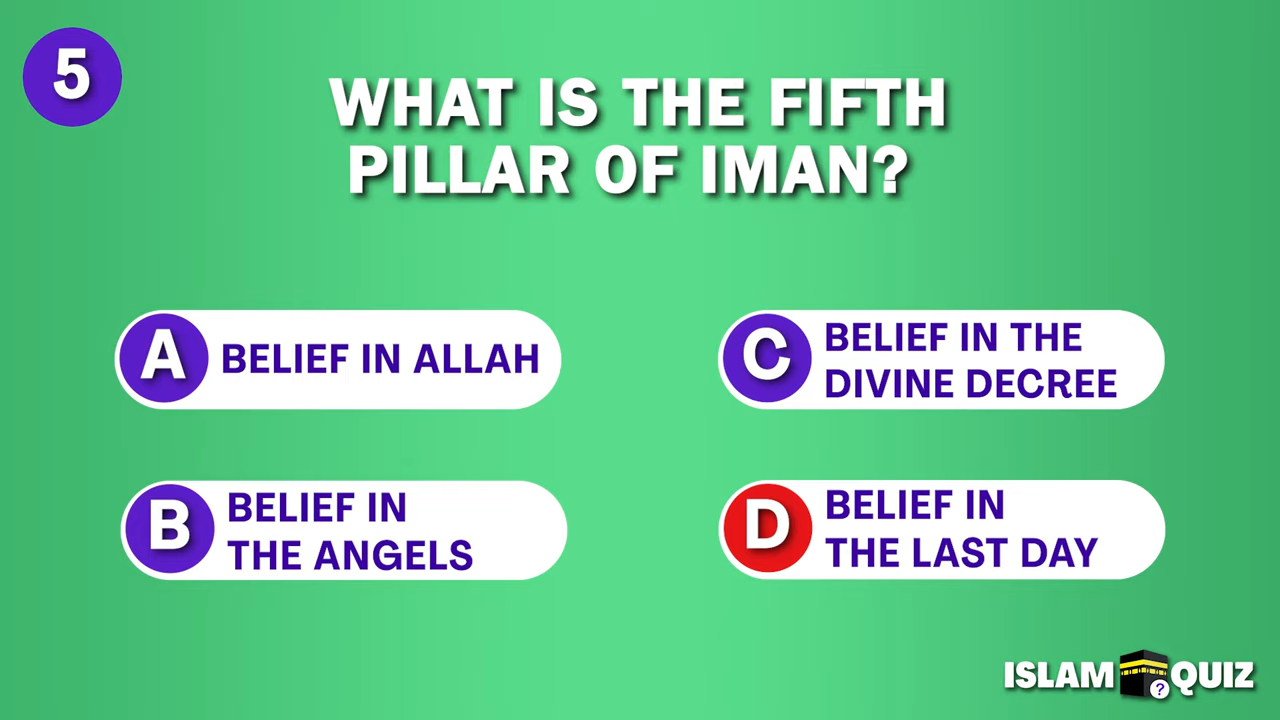 5
WHAT IS THE FIFTH
PILLAR OF IMAN?
A BELIEF IN ALLAH
B BELIEF IN
THE ANGELS
C BELIEF IN THE
DIVINE DECREE
D BELIEF IN
THE LAST DAY
ISLAM ? QUIZ